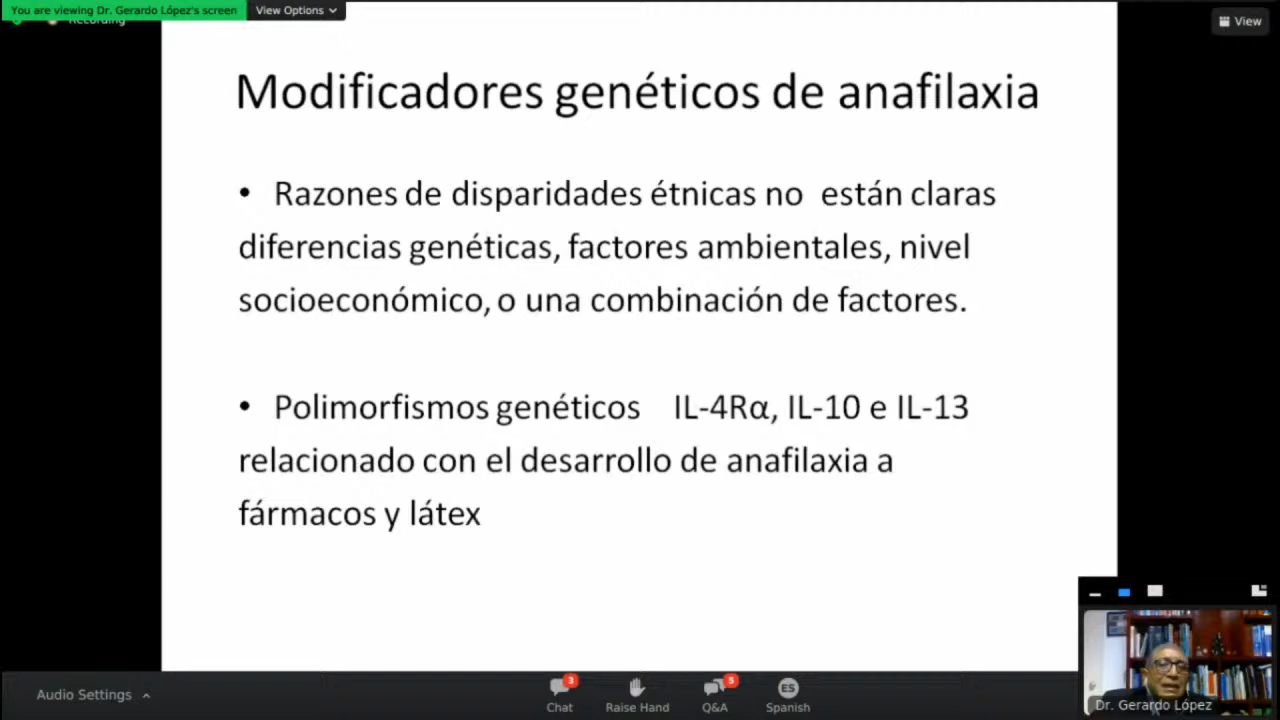 You are viewing Dr. Gerardo López's screen
View Options
Recording
View
Modificadores genéticos de anafilaxia
• Razones de disparidades étnicas no están claras
diferencias genéticas, factores ambientales, nivel
socioeconómico, o una combinación de factores.
• Polimorfismos genéticos IL-4Rα, IL-10 e IL-13
relacionado con el desarrollo de anafilaxia a
fármacos y látex
Audio Settings
3
Chat
Raise Hand
5
Q&A
ES
Spanish
Dr. Gerardo López